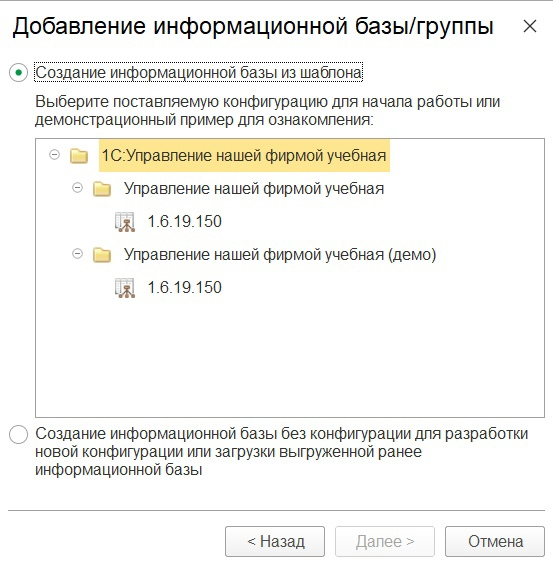 Добавление информационной базы/группы
Создание информационной базы из шаблона
Выберите поставляемую конфигурацию для начала работы или
демонстрационный пример для ознакомления:
1С:Управление нашей фирмой учебная
Управление нашей фирмой учебная
1.6.19.150
Управление нашей фирмой учебная (демо)
1.6.19.150
Создание информационной базы без конфигурации для разработки
новой конфигурации или загрузки выгруженной ранее
информационной базы
< Назад
Далее >
Отмена